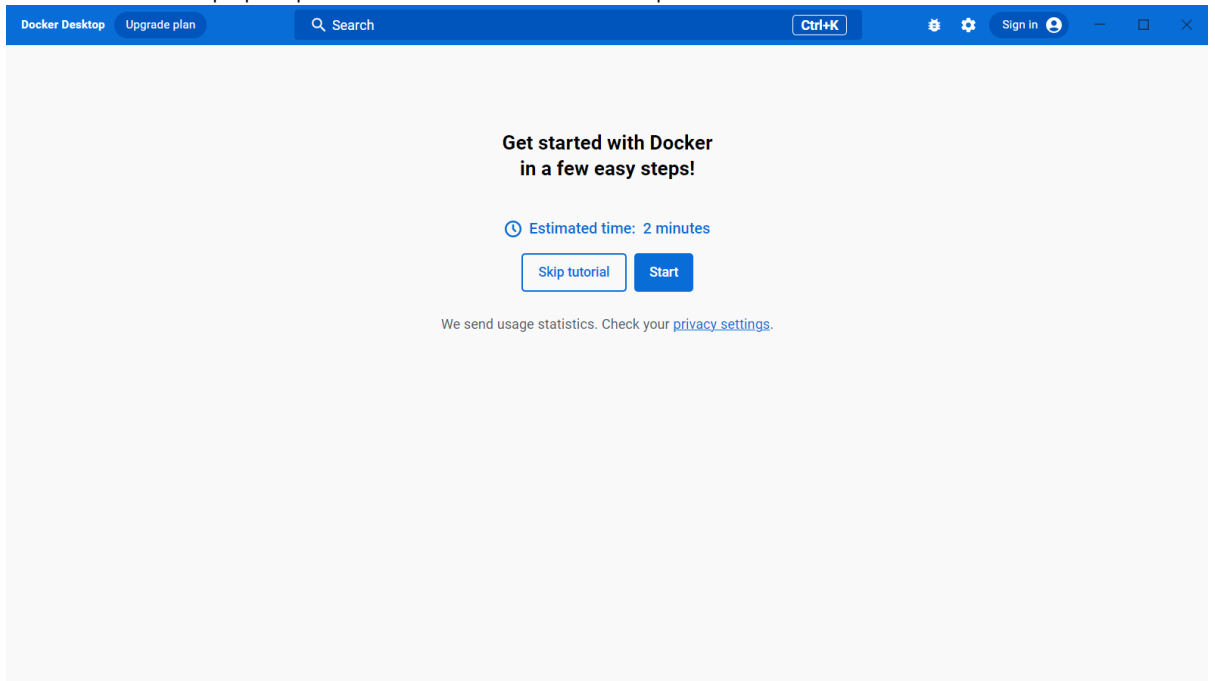 Docker Desktop Upgrade plan Search Ctrl+K Sign in
Get started with Docker
in a few easy steps!
Estimated time: 2 minutes
Skip tutorial Start
We send usage statistics. Check your privacy settings.